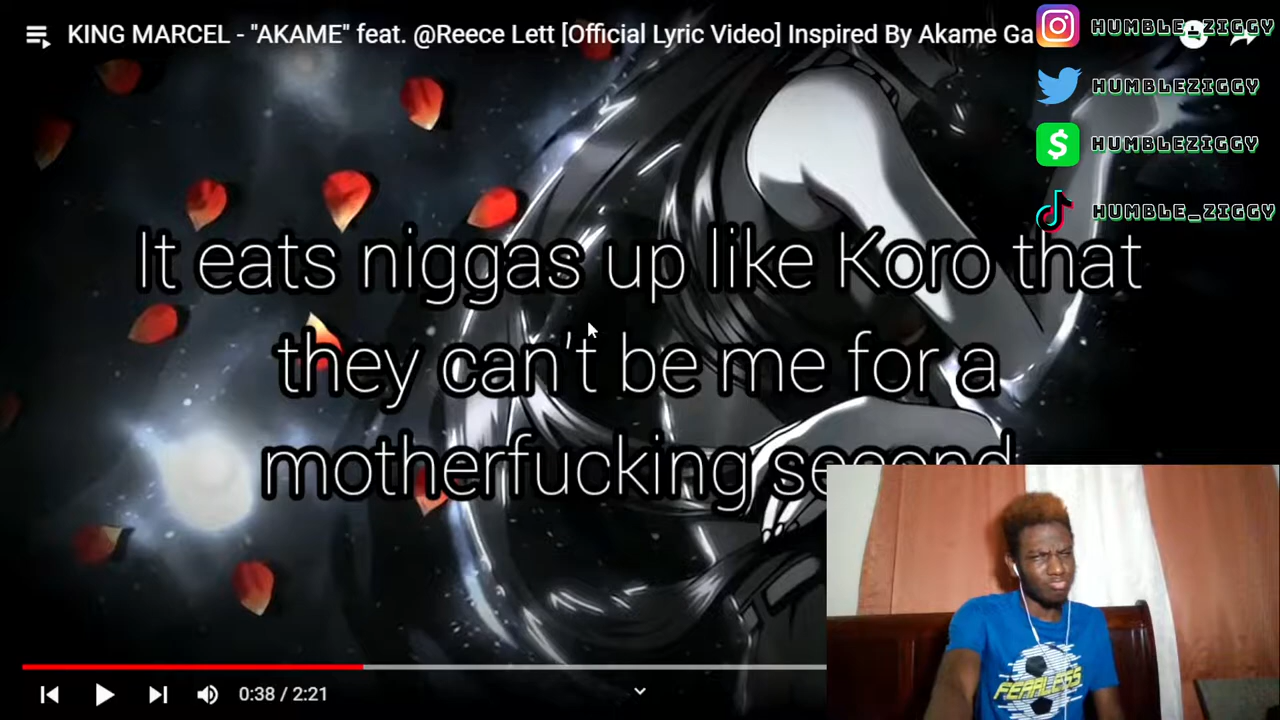 KING MARCEL - "AKAME" feat. @Reece Lett [Official Lyric Video] Inspired By Akame Ga
HUMBLE_ZIGGY
HUMBLEZIGGY
HUMBLEZIGGY
HUMBLE_ZIGGY
It eats niggas up like Koro that
they can't be me for a
motherfucking second
FEARLESS
0:38 / 2:21